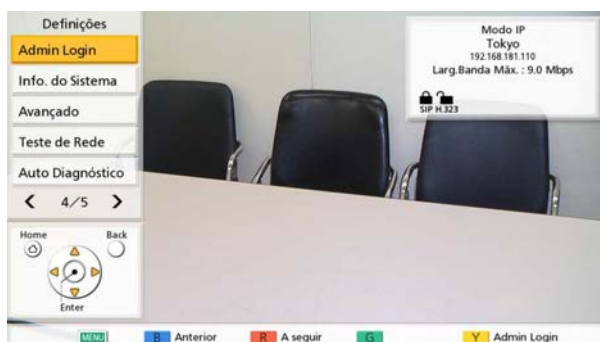 Definições
Admin Login
Info. do Sistema
Avançado
Teste de Rede
Auto Diagnóstico
4/5
Home
Back
Enter
Modo IP
Tokyo
192.168.181.110
Larg.Banda Máx. : 9.0 Mbps
SIP H.323
MENU B Anterior R A seguir G Y Admin Login